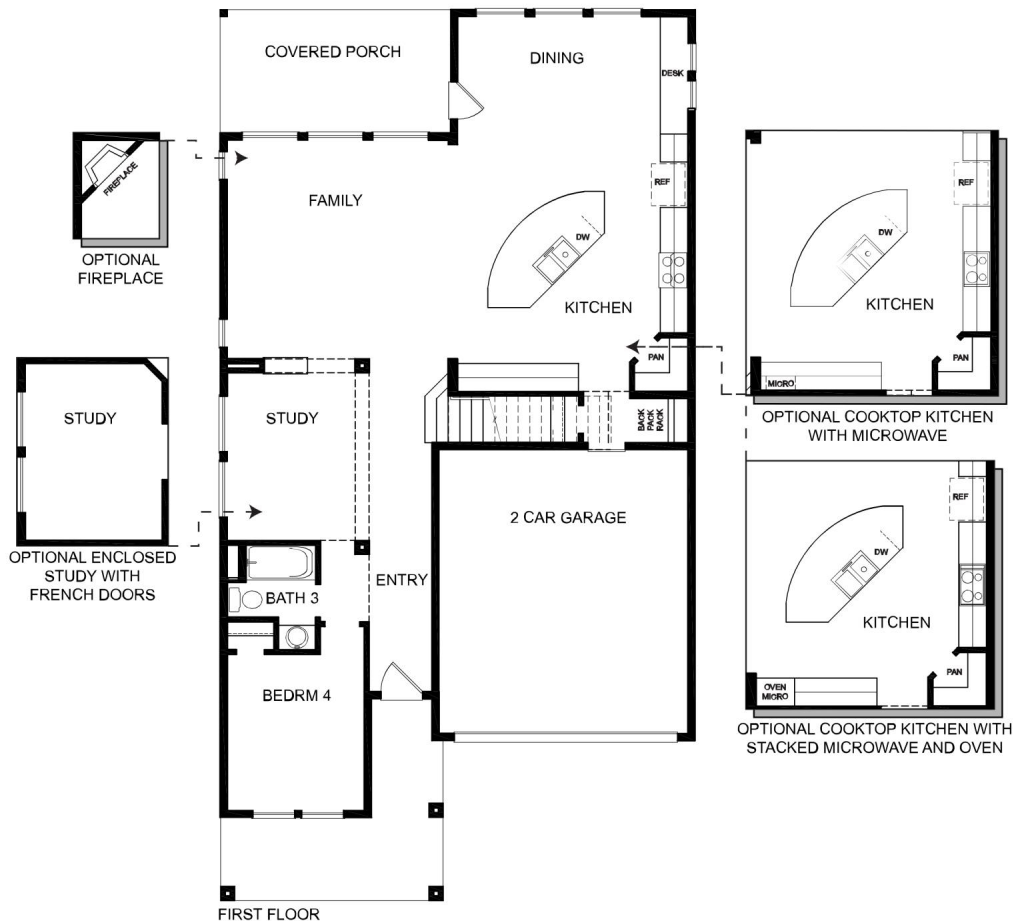 COVERED PORCH
DINING
DESK
FIREPLACE
OPTIONAL
FIREPLACE
FAMILY
REF
DW
KITCHEN
PAN
REF
DW
KITCHEN
PAN
MICRO
OPTIONAL COOKTOP KITCHEN
WITH MICROWAVE
STUDY
OPTIONAL ENCLOSED
STUDY WITH
FRENCH DOORS
STUDY
BACK
PACK
RACK
2 CAR GARAGE
ENTRY
BATH 3
BEDRM 4
REF
DW
KITCHEN
PAN
OVEN
MICRO
OPTIONAL COOKTOP KITCHEN WITH
STACKED MICROWAVE AND OVEN
FIRST FLOOR